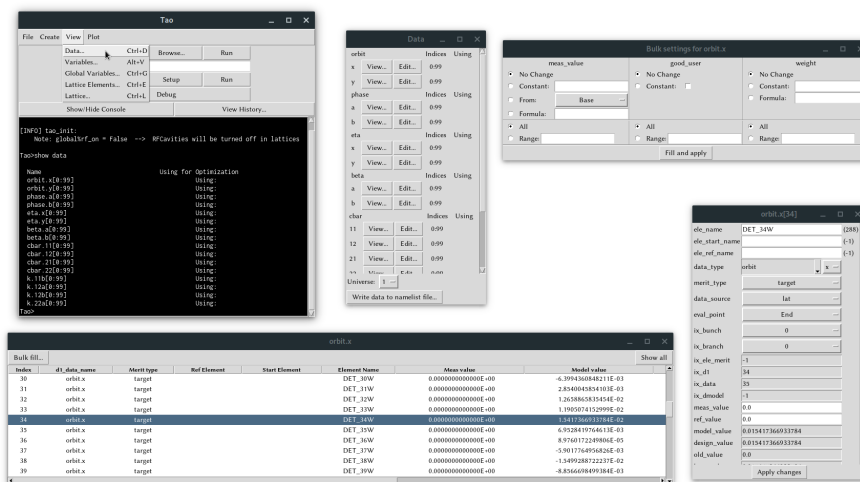 Tao
File Create View Plot
Data... Ctrl+D
Variables... Alt+V
Global Variables... Ctrl+G
Lattice Elements... Ctrl+E
Lattice... Ctrl+L
Browse... Run
Setup Run
Debug
Show/Hide Console View History...
[INFO] tao_init:
Note: global%rf_on = False --> RFCavities will be turned off in lattices
Tao>show data
Name Using for Optimization
orbit.x[0:99] Using:
orbit.y[0:99] Using:
phase.a[0:99] Using:
phase.b[0:99] Using:
eta.x[0:99] Using:
eta.y[0:99] Using:
beta.a[0:99] Using:
beta.b[0:99] Using:
cbar.11[0:99] Using:
cbar.12[0:99] Using:
cbar.21[0:99] Using:
cbar.22[0:99] Using:
k.11b[0:99] Using:
k.12a[0:99] Using:
k.12b[0:99] Using:
k.22a[0:99] Using:
Tao>
Data
orbit Indices Using
x View... Edit... 0:99
y View... Edit... 0:99
phase Indices Using
a View... Edit... 0:99
b View... Edit... 0:99
eta Indices Using
x View... Edit... 0:99
y View... Edit... 0:99
beta Indices Using
a View... Edit... 0:99
b View... Edit... 0:99
cbar Indices Using
11 View... Edit... 0:99
12 View... Edit... 0:99
21 View... Edit... 0:99
22 View... Edit... 0:99
Universe: 1
Write data to namelist file...
Bulk settings for orbit.x
meas_value good_user weight
No Change No Change No Change
Constant: Constant: Constant:
From: Base Formula:
Formula:
All All All
Range: Range: Range:
Fill and apply
orbit.x[34]
ele_name DET_34W (288)
ele_start_name (-1)
ele_ref_name (-1)
data_type orbit . x
merit_type target
data_source lat
eval_point End
ix_bunch 0
ix_branch 0
ix_ele_merit -1
ix_d1 34
ix_data 35
ix_dmodel -1
meas_value 0.0
ref_value 0.0
model_value 0.015417366933784
design_value 0.015417366933784
old_value 0.0
Apply changes
orbit.x
Bulk fill... Show all
Index d1_data_name Merit type Ref Element Start Element Element Name Meas value Model value
30 orbit.x target DET_30W 0.0000000000000E+00 -6.3994360848211E-03
31 orbit.x target DET_31W 0.0000000000000E+00 2.8540045854103E-03
32 orbit.x target DET_32W 0.0000000000000E+00 1.2658865835454E-02
33 orbit.x target DET_33W 0.0000000000000E+00 1.1905074152999E-02
34 orbit.x target DET_34W 0.0000000000000E+00 1.5417366933784E-02
35 orbit.x target DET_35W 0.0000000000000E+00 6.9528419764613E-03
36 orbit.x target DET_36W 0.0000000000000E+00 8.9760172249806E-05
37 orbit.x target DET_37W 0.0000000000000E+00 -5.9017764956823E-03
38 orbit.x target DET_38W 0.0000000000000E+00 -1.5499288722237E-02
39 orbit.x target DET_39W 0.0000000000000E+00 -8.8566698499384E-03